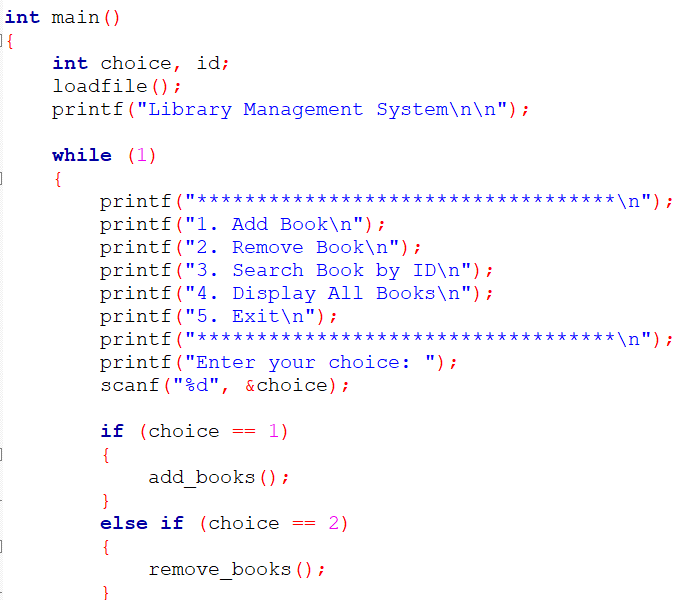 int main()
{
    int choice, id;
    loadfile();
    printf("Library Management System\n\n");

    while (1)
    {
        printf("***********************************\n");
        printf("1. Add Book\n");
        printf("2. Remove Book\n");
        printf("3. Search Book by ID\n");
        printf("4. Display All Books\n");
        printf("5. Exit\n");
        printf("***********************************\n");
        printf("Enter your choice: ");
        scanf("%d", &choice);

        if (choice == 1)
        {
            add_books();
        }
        else if (choice == 2)
        {
            remove_books();
        }